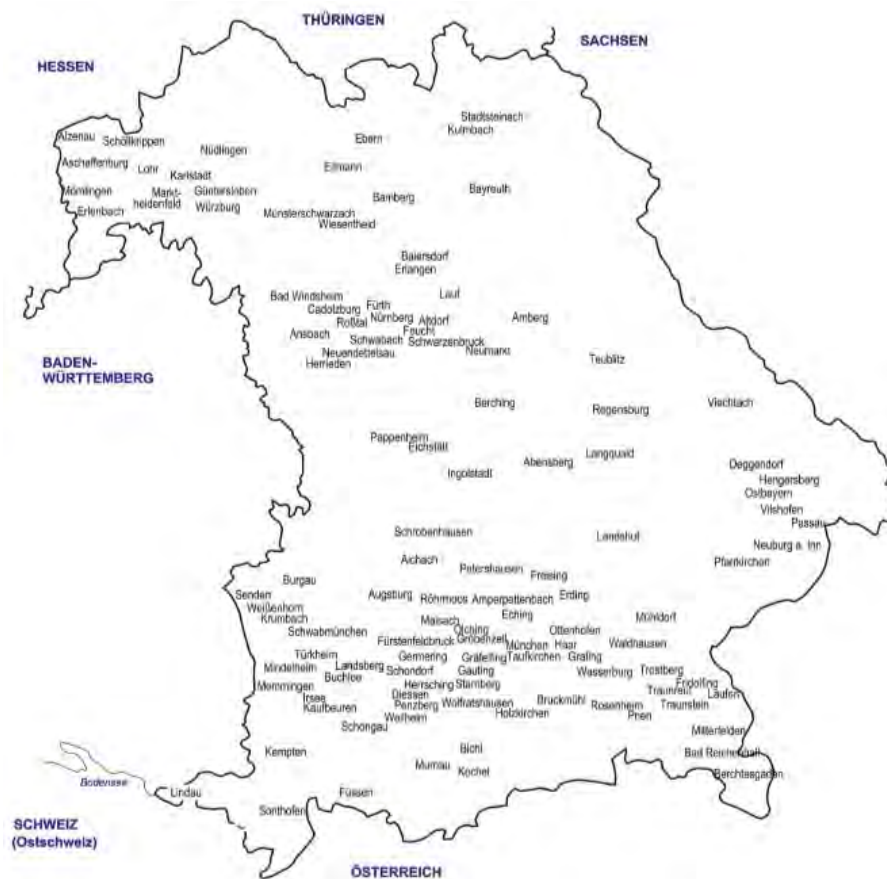 THÜRINGEN
SACHSEN
HESSEN
Stadtsteinach
Kulmbach
Alzenau
Schöllkrippen
Ebern
Nüdlingen
Aschaffenburg
Lohr
Karlstadt
Eltmann
Mömlingen
Markt-
heidenfeld
Güntersleben
Würzburg
Bamberg
Bayreuth
Erlenbach
Münsterschwarzach
Wiesentheid
Baiersdorf
Erlangen
Bad Windsheim
Lauf
Cadolzburg
Fürth
Roßtal
Nürnberg
Altdorf
Amberg
Ansbach
Feucht
Schwabach
Schwarzenbruck
Neuendettelsau
Neumarkt
Herrieden
Teublitz
BADEN-
WÜRTTEMBERG
Berching
Regensburg
Viechtach
Pappenheim
Eichstätt
Langquaid
Abensberg
Ingolstadt
Deggendorf
Hengersberg
Ostbayern
Vilshofen
Passau
Schrobenhausen
Landshut
Neuburg a. Inn
Aichach
Pfarrkirchen
Petershausen
Freising
Burgau
Senden
Augsburg
Röhrmoos
Amperpettenbach
Erding
Weißenhorn
Krumbach
Maisach
Eching
Mühldorf
Schwabmünchen
Olching
Ottenhofen
Fürstenfeldbruck
Gröbenzell
München
Haar
Waldhausen
Türkheim
Germering
Gräfelfing
Taufkirchen
Grafing
Mindelheim
Landsberg
Schondorf
Gauting
Wasserburg
Trostberg
Buchloe
Memmingen
Herrsching
Starnberg
Fridolfing
Irsee
Diessen
Traunreut
Laufen
Kaufbeuren
Penzberg
Wolfratshausen
Bruckmühl
Rosenheim
Traunstein
Weilheim
Holzkirchen
Prien
Schongau
Mitterfelden
Kempten
Bichl
Bad Reichenhall
Murnau
Kochel
Berchtesgaden
Bodensee
Lindau
Füssen
Sonthofen
SCHWEIZ
(Ostschweiz)
ÖSTERREICH